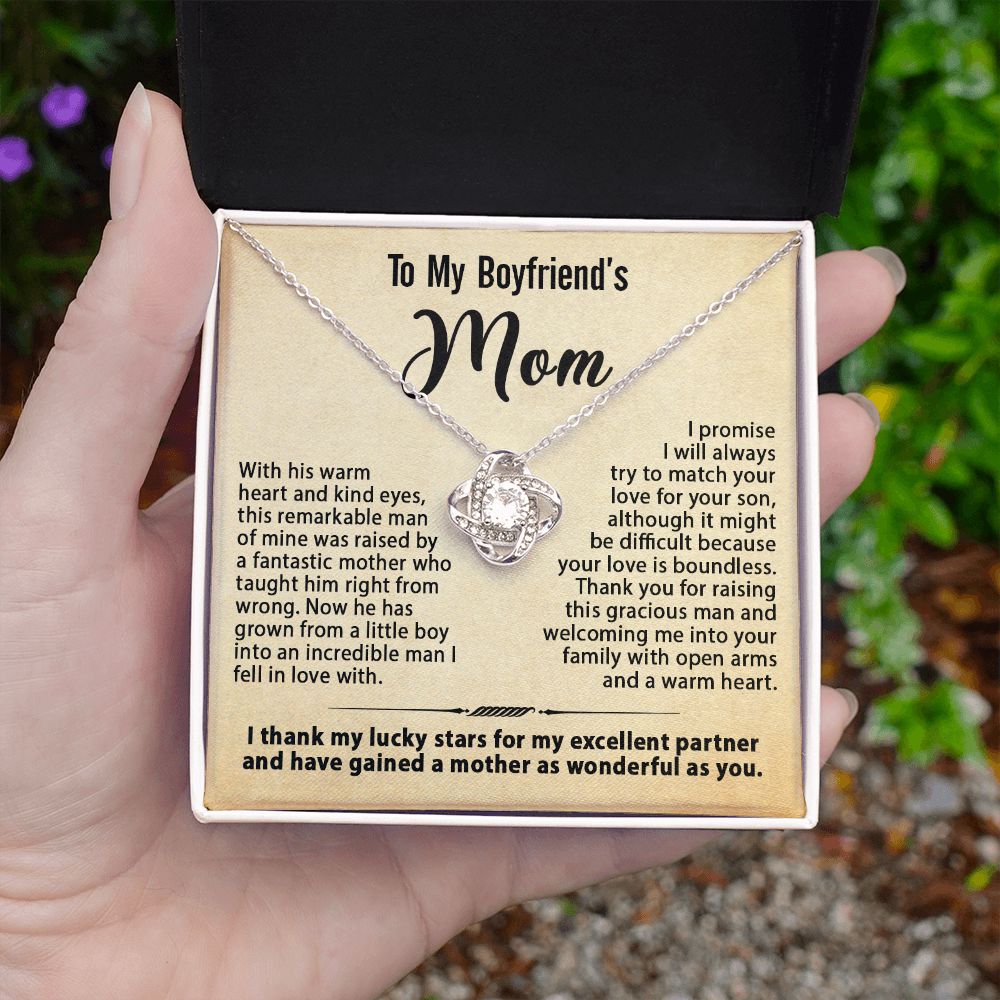 To My Boyfriend's
Mom
With his warm
heart and kind eyes,
this remarkable man
of mine was raised by
a fantastic mother who
taught him right from
wrong. Now he has
grown from a little boy
into an incredible man I
fell in love with.
I promise
I will always
try to match your
love for your son,
although it might
be difficult because
your love is boundless.
Thank you for raising
this gracious man and
welcoming me into your
family with open arms
and a warm heart.
I thank my lucky stars for my excellent partner
and have gained a mother as wonderful as you.